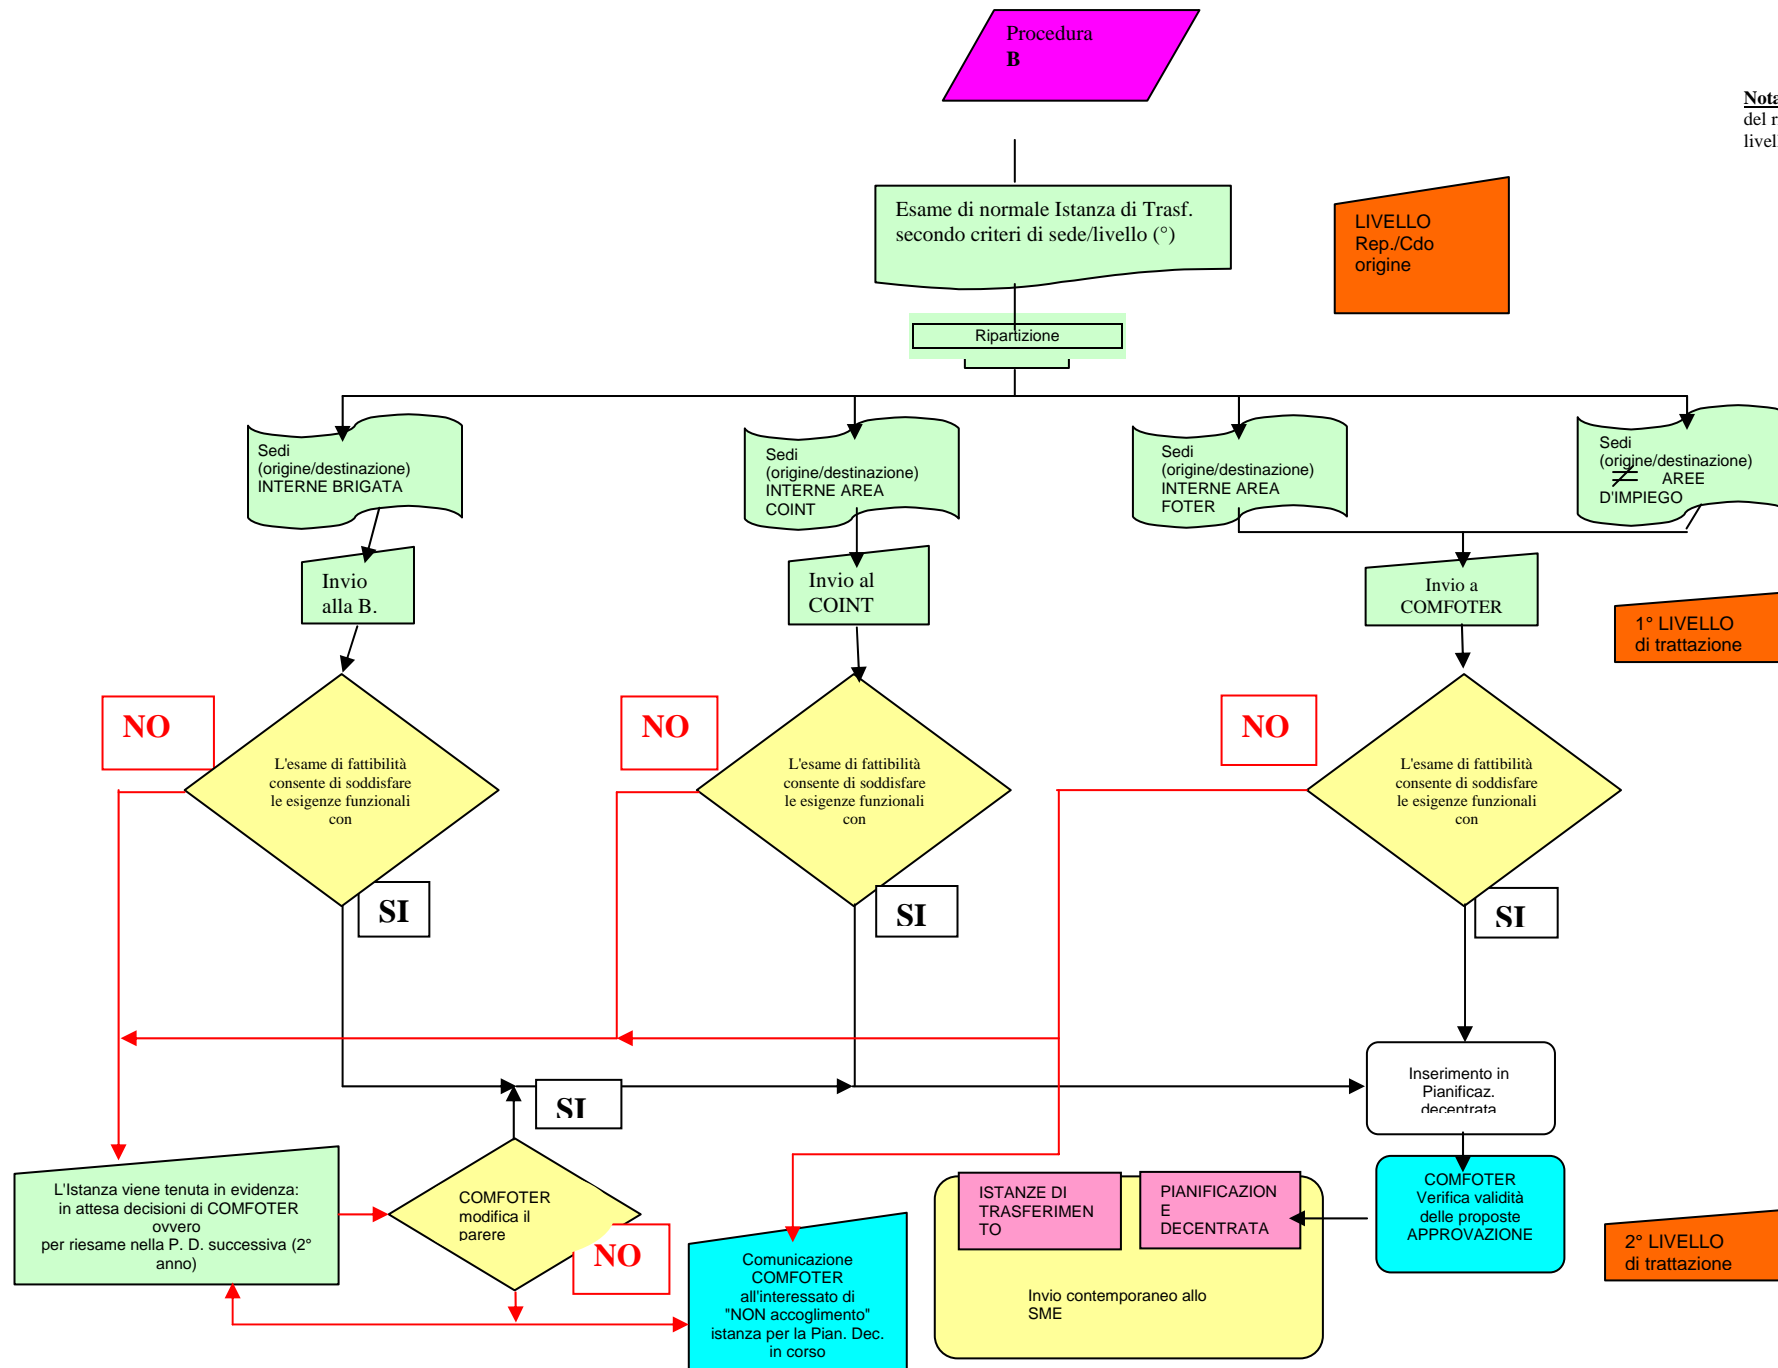 Procedura
B
Nota
del r
livel
Esame di normale Istanza di Trasf.
secondo criteri di sede/livello (°)
LIVELLO
Rep./Cdo
origine
Ripartizione
Sedi
(origine/destinazione)
INTERNE BRIGATA
Sedi
(origine/destinazione)
INTERNE AREA
COINT
Sedi
(origine/destinazione)
INTERNE AREA
FOTER
Sedi
(origine/destinazione)
≠ AREE
D'IMPIEGO
Invio
alla B.
Invio al
COINT
Invio a
COMFOTER
1° LIVELLO
di trattazione
NO
L'esame di fattibilità
consente di soddisfare
le esigenze funzionali
con
SI
NO
L'esame di fattibilità
consente di soddisfare
le esigenze funzionali
con
SI
NO
L'esame di fattibilità
consente di soddisfare
le esigenze funzionali
con
SI
Inserimento in
Pianificaz.
decentrata
SI
L'Istanza viene tenuta in evidenza:
in attesa decisioni di COMFOTER
ovvero
per riesame nella P. D. successiva (2°
anno)
COMFOTER
modifica il
parere
NO
Comunicazione
COMFOTER
all'interessato di
"NON accoglimento"
istanza per la Pian. Dec.
in corso
ISTANZE DI
TRASFERIMEN
TO
PIANIFICAZION
E
DECENTRATA
Invio contemporaneo allo
SME
COMFOTER
Verifica validità
delle proposte
APPROVAZIONE
2° LIVELLO
di trattazione